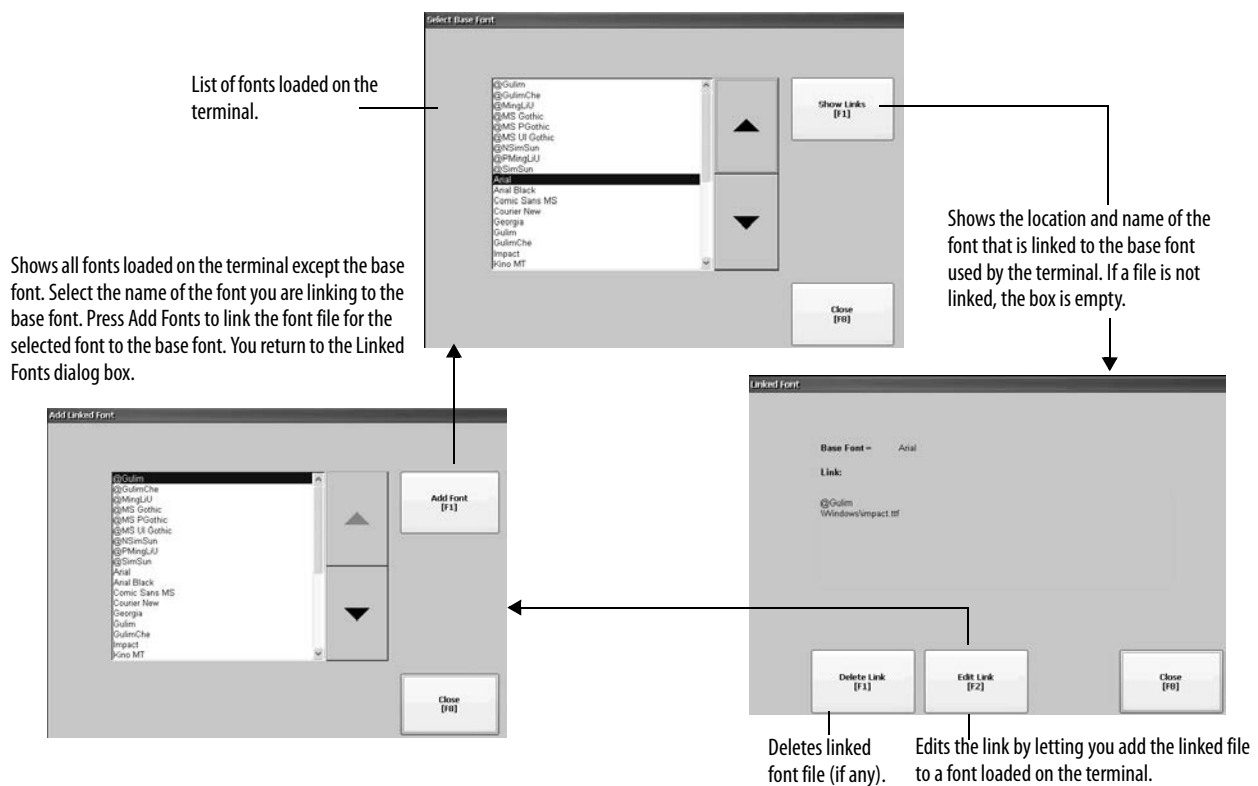 Select Base Font
List of fonts loaded on the
terminal.
@Gulim
@GulimChe
@MingLiU
@MS Gothic
@MS PGothic
@MS UI Gothic
@NSimSun
@PMingLiU
@SimSun
Arial
Arial Black
Comic Sans MS
Courier New
Georgia
Gulim
GulimChe
Impact
Kino MT
Show Links
[F1]
Close
[F8]
Shows the location and name of the
font that is linked to the base font
used by the terminal. If a file is not
linked, the box is empty.
Shows all fonts loaded on the terminal except the base
font. Select the name of the font you are linking to the
base font. Press Add Fonts to link the font file for the
selected font to the base font. You return to the Linked
Fonts dialog box.
Add Linked Font
@Gulim
@GulimChe
@MingLiU
@MS Gothic
@MS PGothic
@MS UI Gothic
@NSimSun
@PMingLiU
@SimSun
Arial
Arial Black
Comic Sans MS
Courier New
Georgia
Gulim
GulimChe
Impact
Kino MT
Add Font
[F1]
Close
[F8]
Linked Font
Base Font = Arial
Link:
@Gulim
\Windows\impact.ttf
Delete Link
[F1]
Edit Link
[F2]
Close
[F8]
Deletes linked
font file (if any).
Edits the link by letting you add the linked file
to a font loaded on the terminal.